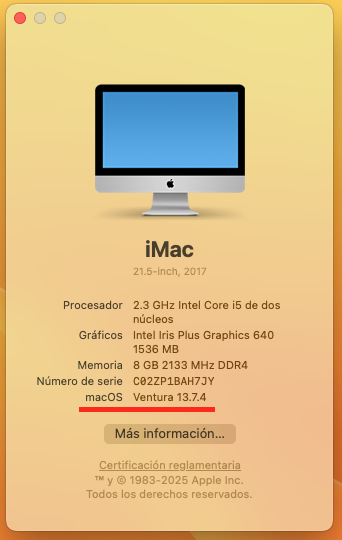 iMac
21.5-inch, 2017
Procesador 2.3 GHz Intel Core i5 de dos
núcleos
Gráficos Intel Iris Plus Graphics 640
1536 MB
Memoria 8 GB 2133 MHz DDR4
Número de serie C02ZP1BAH7JY
macOS Ventura 13.7.4
Más información...
Certificación reglamentaria
™ y © 1983-2025 Apple Inc.
Todos los derechos reservados.